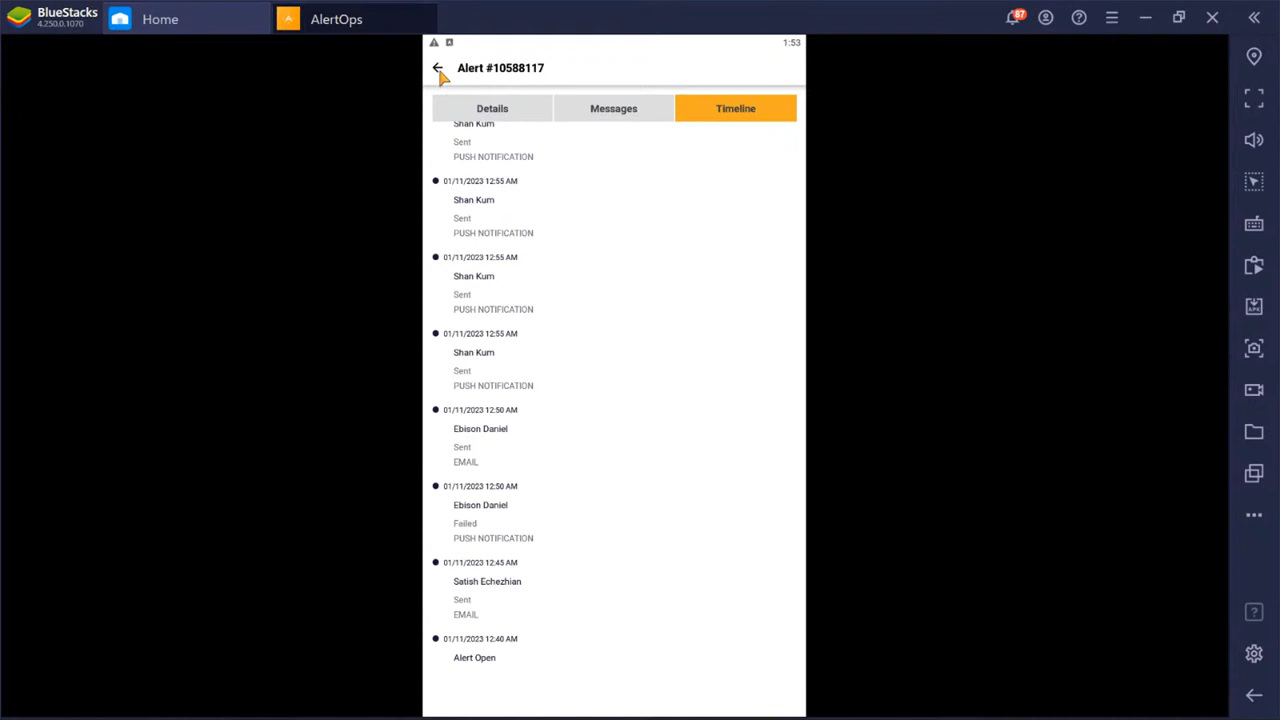 BlueStacks
4.250.0.1070
Home
AlertOps
87
1:53
Alert #10588117
Details
Messages
Timeline
Shan Kum
Sent
PUSH NOTIFICATION
01/11/2023 12:55 AM
Shan Kum
Sent
PUSH NOTIFICATION
01/11/2023 12:55 AM
Shan Kum
Sent
PUSH NOTIFICATION
01/11/2023 12:55 AM
Shan Kum
Sent
PUSH NOTIFICATION
01/11/2023 12:50 AM
Ebison Daniel
Sent
EMAIL
01/11/2023 12:50 AM
Ebison Daniel
Failed
PUSH NOTIFICATION
01/11/2023 12:45 AM
Satish Echezhian
Sent
EMAIL
01/11/2023 12:40 AM
Alert Open